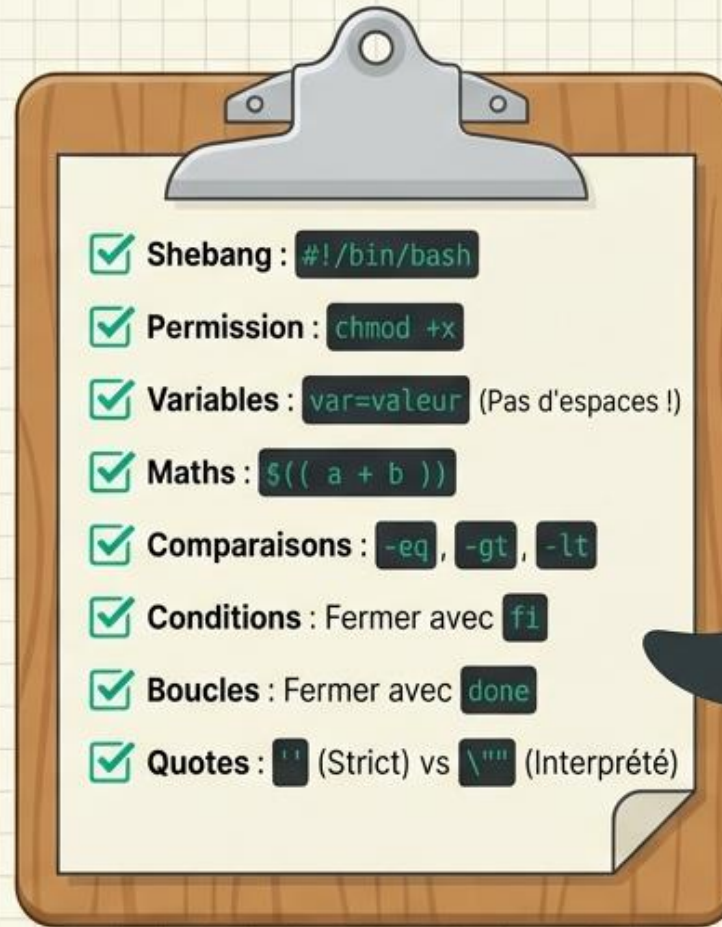 Shebang : #!/bin/bash
Permission : chmod +x
Variables : var=valeur (Pas d'espaces !)
Maths : $(( a + b ))
Comparaisons : -eq, -gt, -lt
Conditions : Fermer avec fi
Boucles : Fermer avec done
Quotes : '' (Strict) vs \"" (Interprété)